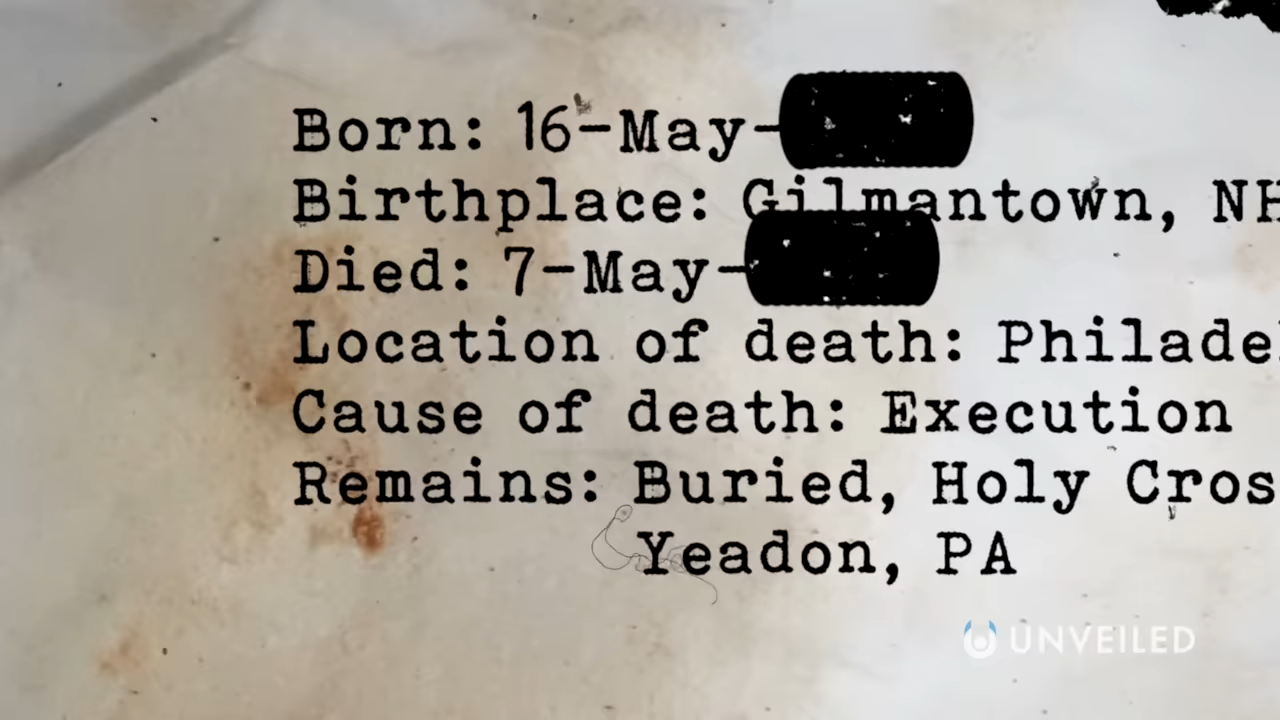 Born: 16-May-
Birthplace: Gilmantown, NH
Died: 7-May-
Location of death: Philade
Cause of death: Execution
Remains: Buried, Holy Cros
Yeadon, PA
UNVEILED